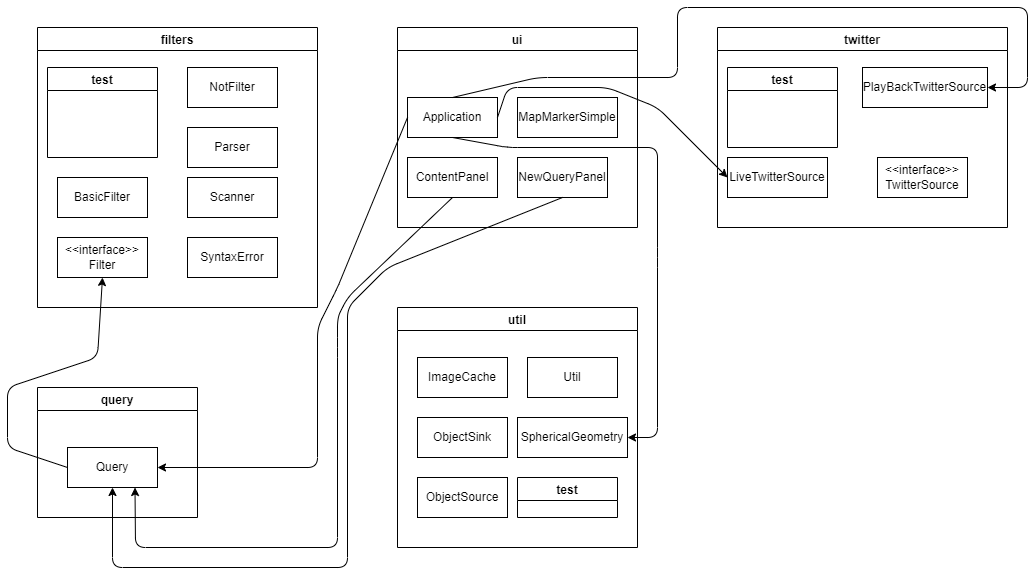 filters
test
NotFilter
Parser
BasicFilter
Scanner
<<interface>>
Filter
SyntaxError
ui
Application
MapMarkerSimple
ContentPanel
NewQueryPanel
twitter
test
PlayBackTwitterSource
LiveTwitterSource
<<interface>>
TwitterSource
query
Query
util
ImageCache
Util
ObjectSink
SphericalGeometry
ObjectSource
test